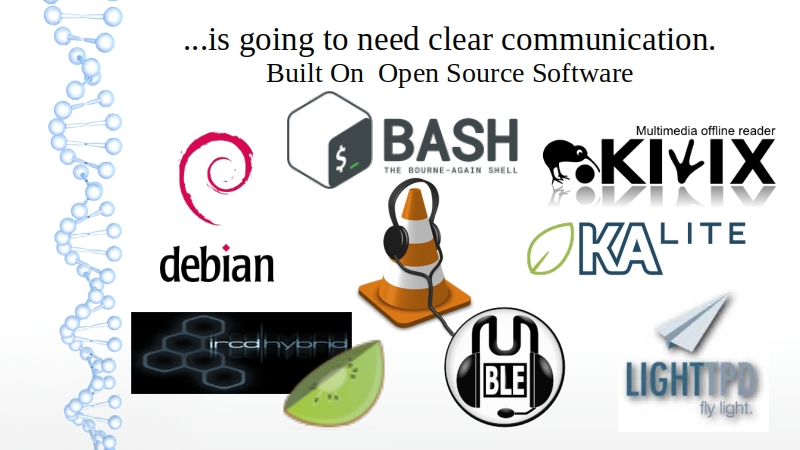 ...is going to need clear communication.
Built On  Open Source Software
$_
BASH
THE BOURNE-AGAIN SHELL
Multimedia offline reader
KIWIX
debian
KA LITE
ircd hybrid
MUM
BLE
LIGHTTPD
fly light.